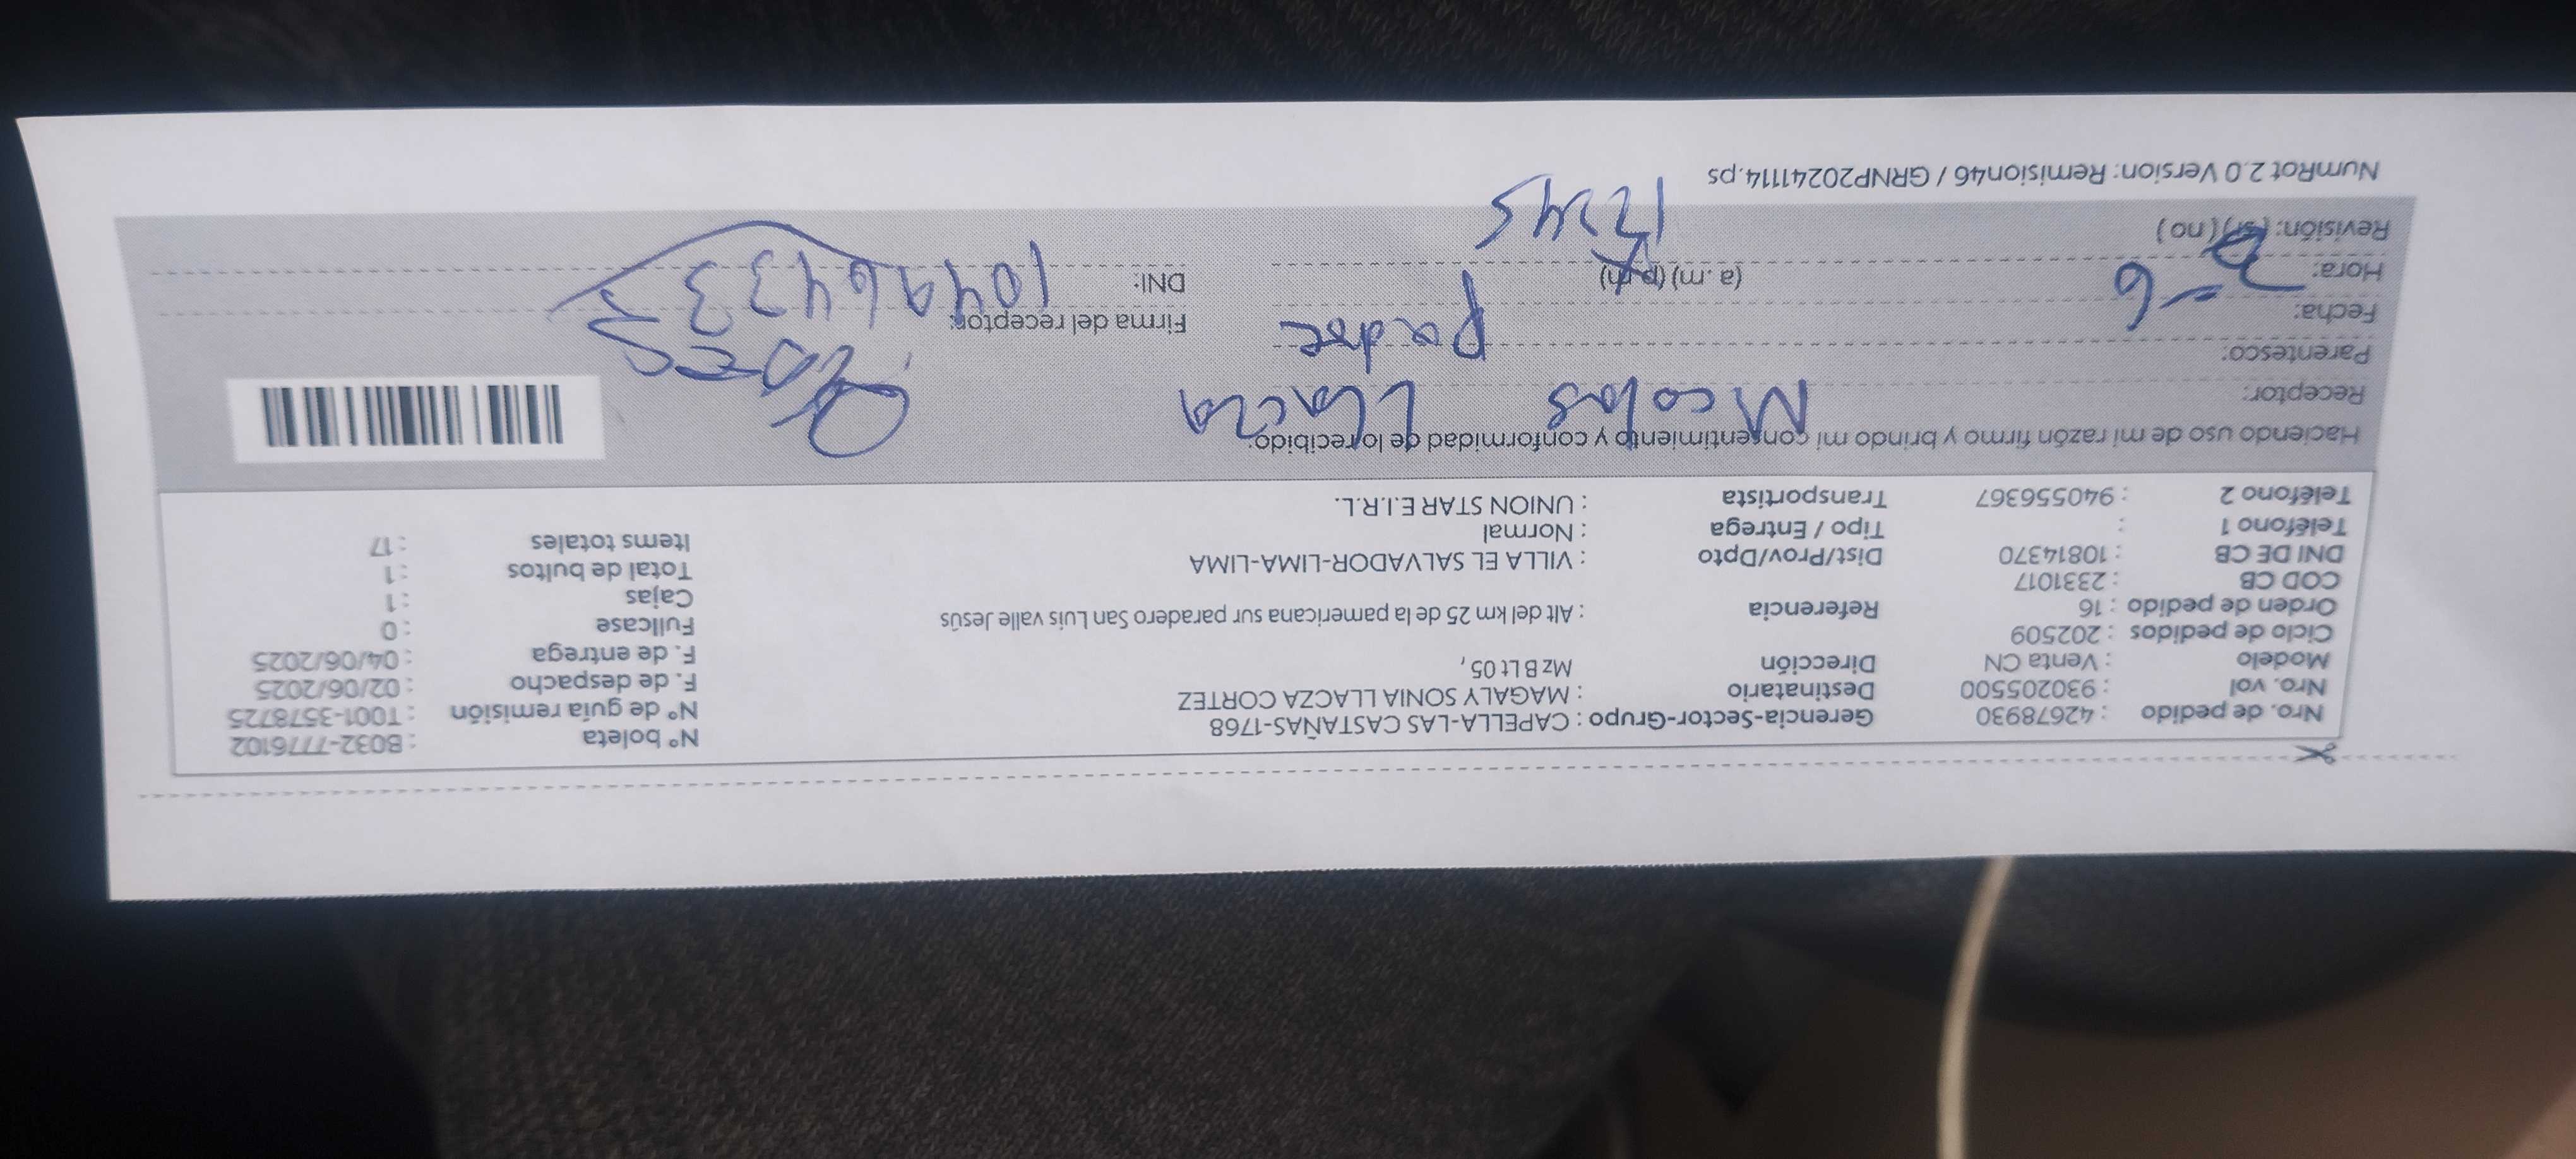 Nro. de pedido : 42678930
Nro. vol : 930205500
Modelo : Venta CN
Ciclo de pedidos : 202509
Orden de pedido : 16
COD CB : 2331017
DNI DE CB : 10814370
Teléfono 1 :
Teléfono 2 : 940556367
Gerencia-Sector-Grupo : CAPELLA-LAS CASTAÑAS-1768
Destinatario : MAGALY SONIA LLACZA CORTEZ
Dirección Mz B Lt 05 ,
Referencia : Alt del km 25 de la pamericana sur paradero San Luis valle Jesús
Dist/Prov/Dpto : VILLA EL SALVADOR-LIMA-LIMA
Tipo / Entrega : Normal
Transportista : UNION STAR E.I.R.L.
N° boleta : B032-7776102
N° de guía remisión : T001-3578725
F. de despacho : 02/06/2025
F. de entrega : 04/06/2025
Fullcase : 0
Cajas : 1
Total de bultos : 1
Items totales : 17
Haciendo uso de mi razón firmo y brindo mi consentimiento y conformidad de lo recibido:
Receptor: Llacza
Parentesco: Padre
Fecha:
Hora: (a. m) (p. m)
1245
Revisión: (si) (no)
Firma del receptor:
DNI: 10496433
NumRot 2.0 Version: Remision46 / GRNP20241114.ps